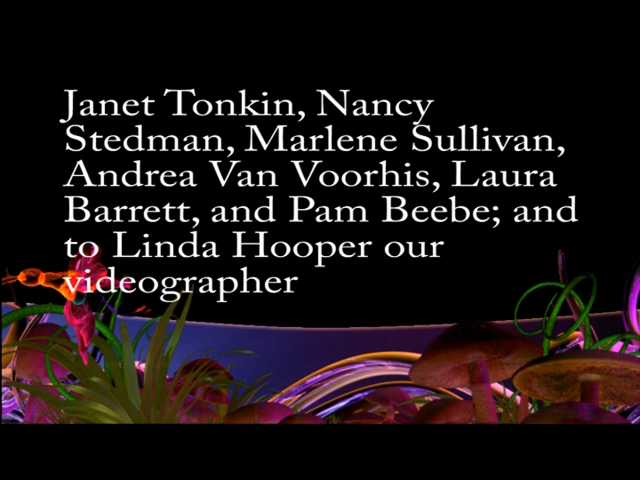 Janet Tonkin, Nancy
Stedman, Marlene Sullivan,
Andrea Van Voorhis, Laura
Barrett, and Pam Beebe; and
to Linda Hooper our
videographer